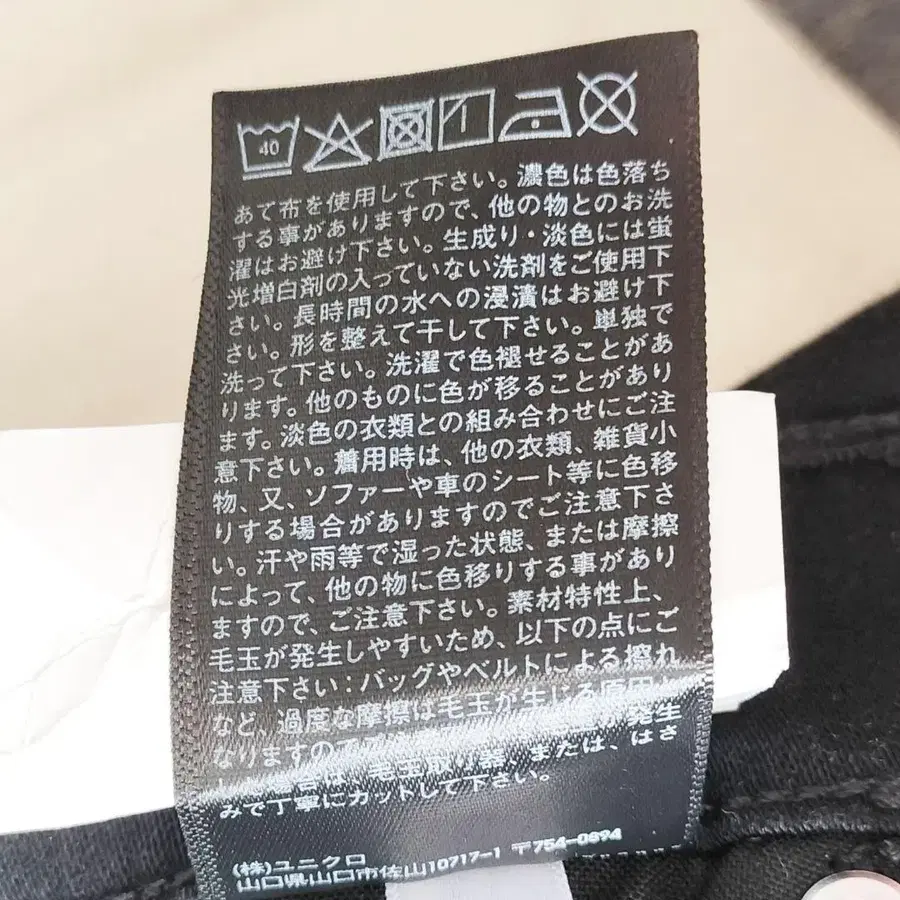 40
あて布を使用して下さい。濃色は色落ち
する事がありますので、他の物とのお洗
濯はお避け下さい。生成り・淡色には蛍
光増白剤の入っていない洗剤をご使用下
さい。長時間の水への浸漬はお避け下
さい。形を整えて干して下さい。単独で
洗って下さい。洗濯で色褪せることがあ
ります。他のものに色が移ることがあり
ます。淡色の衣類との組み合わせにご注
意下さい。着用時は、他の衣類、雑貨小
物、又、ソファーや車のシート等に色移
りする場合がありますのでご注意下さ
い。汗や雨等で湿った状態、または摩擦
によって、他の物に色移りする事があり
ますので、ご注意下さい。素材特性上、
毛玉が発生しやすいため、以下の点にご
注意下さい:バッグやベルトによる擦れ
など、過度な摩擦は毛玉が生じる原因と
なりますので 発生
は、毛玉取り器、または、はさ
みで丁寧にカットして下さい。
(株)ユニクロ
山口県山口市佐山10717-1 〒754-0894